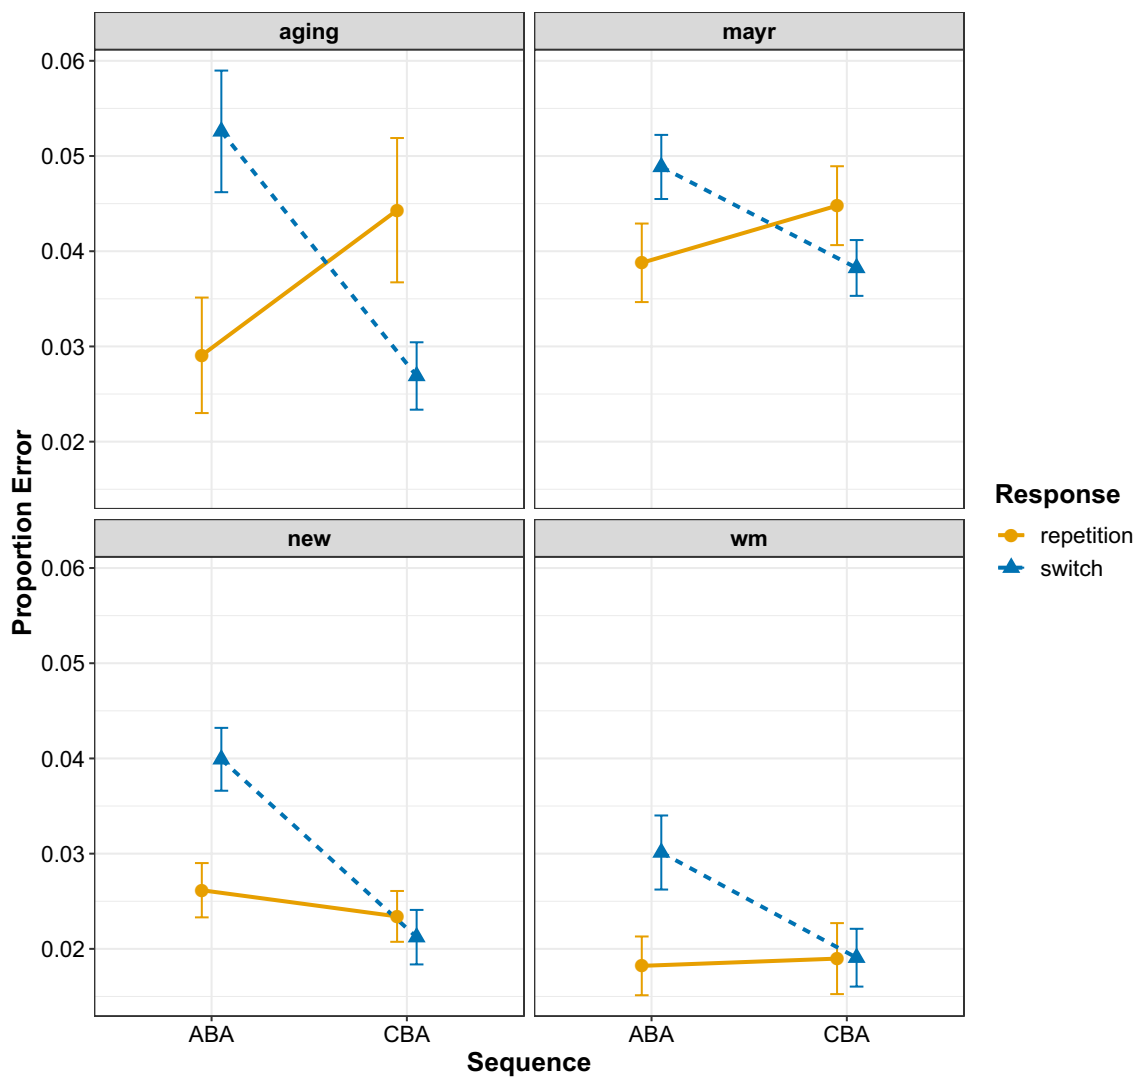 aging
mayr
0.06
0.05
0.04
0.03
0.02
new
wm
0.06
0.05
0.04
0.03
0.02
ABA
CBA
ABA
CBA
Sequence
Proportion Error
Response
repetition
switch